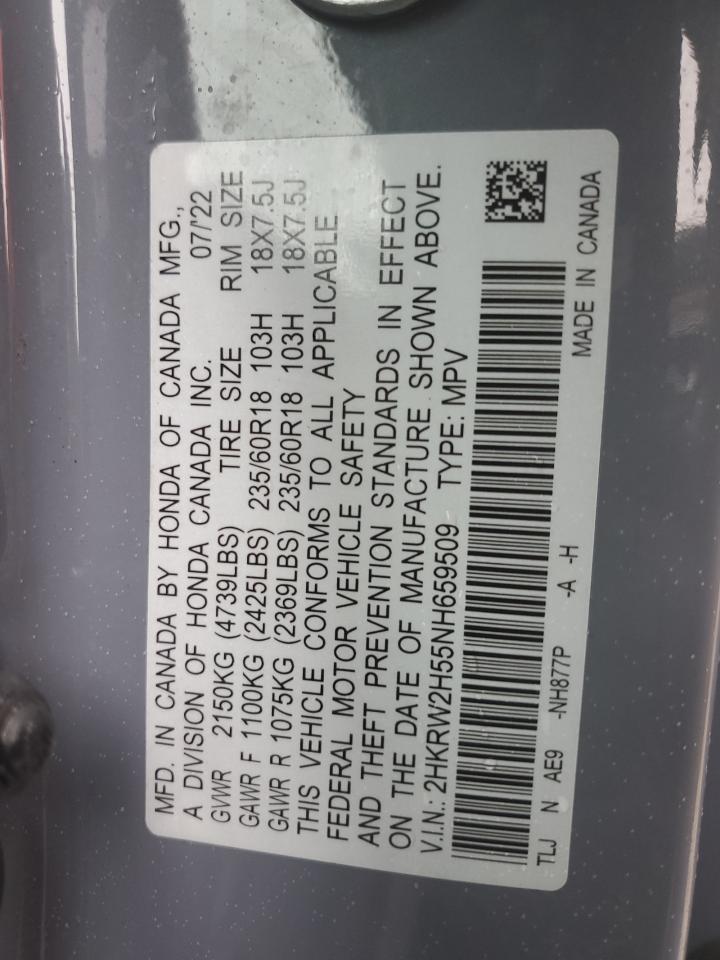 MFD. IN CANADA BY HONDA OF CANADA MFG.,
A DIVISION OF HONDA CANADA INC. 07/'22
GVWR 2150KG (4739LBS) TIRE SIZE RIM SIZE
GAWR F 1100KG (2425LBS) 235/60R18 103H 18X7.5J
GAWR R 1075KG (2369LBS) 235/60R18 103H 18X7.5J
THIS VEHICLE CONFORMS TO ALL APPLICABLE
FEDERAL MOTOR VEHICLE SAFETY
AND THEFT PREVENTION STANDARDS IN EFFECT
ON THE DATE OF MANUFACTURE SHOWN ABOVE.
V.I.N.: 2HKRW2H55NH659509 TYPE: MPV
TLJ N AE9 -NH877P -A -H
MADE IN CANADA